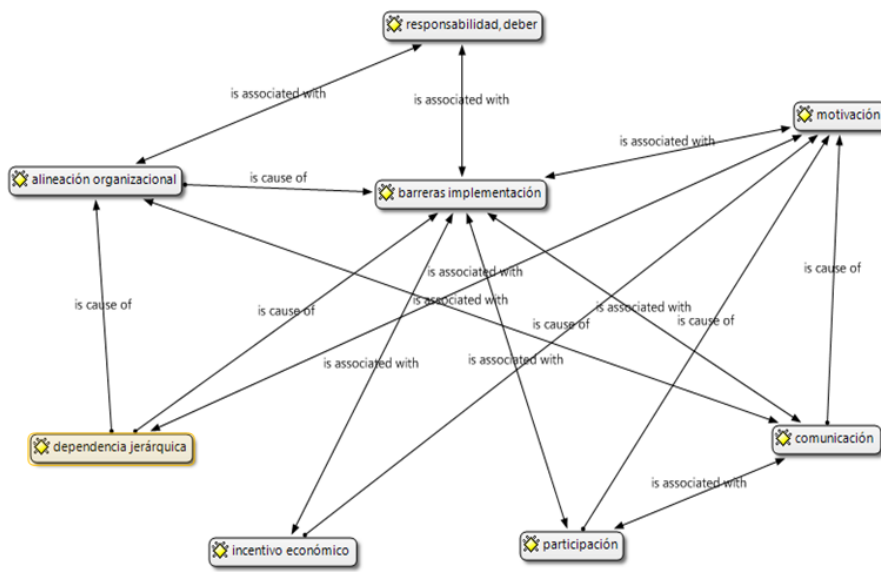 responsabilidad, deber
is associated with
is associated with
motivación
is associated with
alineación organizacional
is cause of
barreras implementación
is associated with
is cause of
is cause of
is associated with
is cause of
is associated with
is cause of
is cause of
is associated with
is associated with
dependencia jerárquica
comunicación
is associated with
incentivo económico
participación